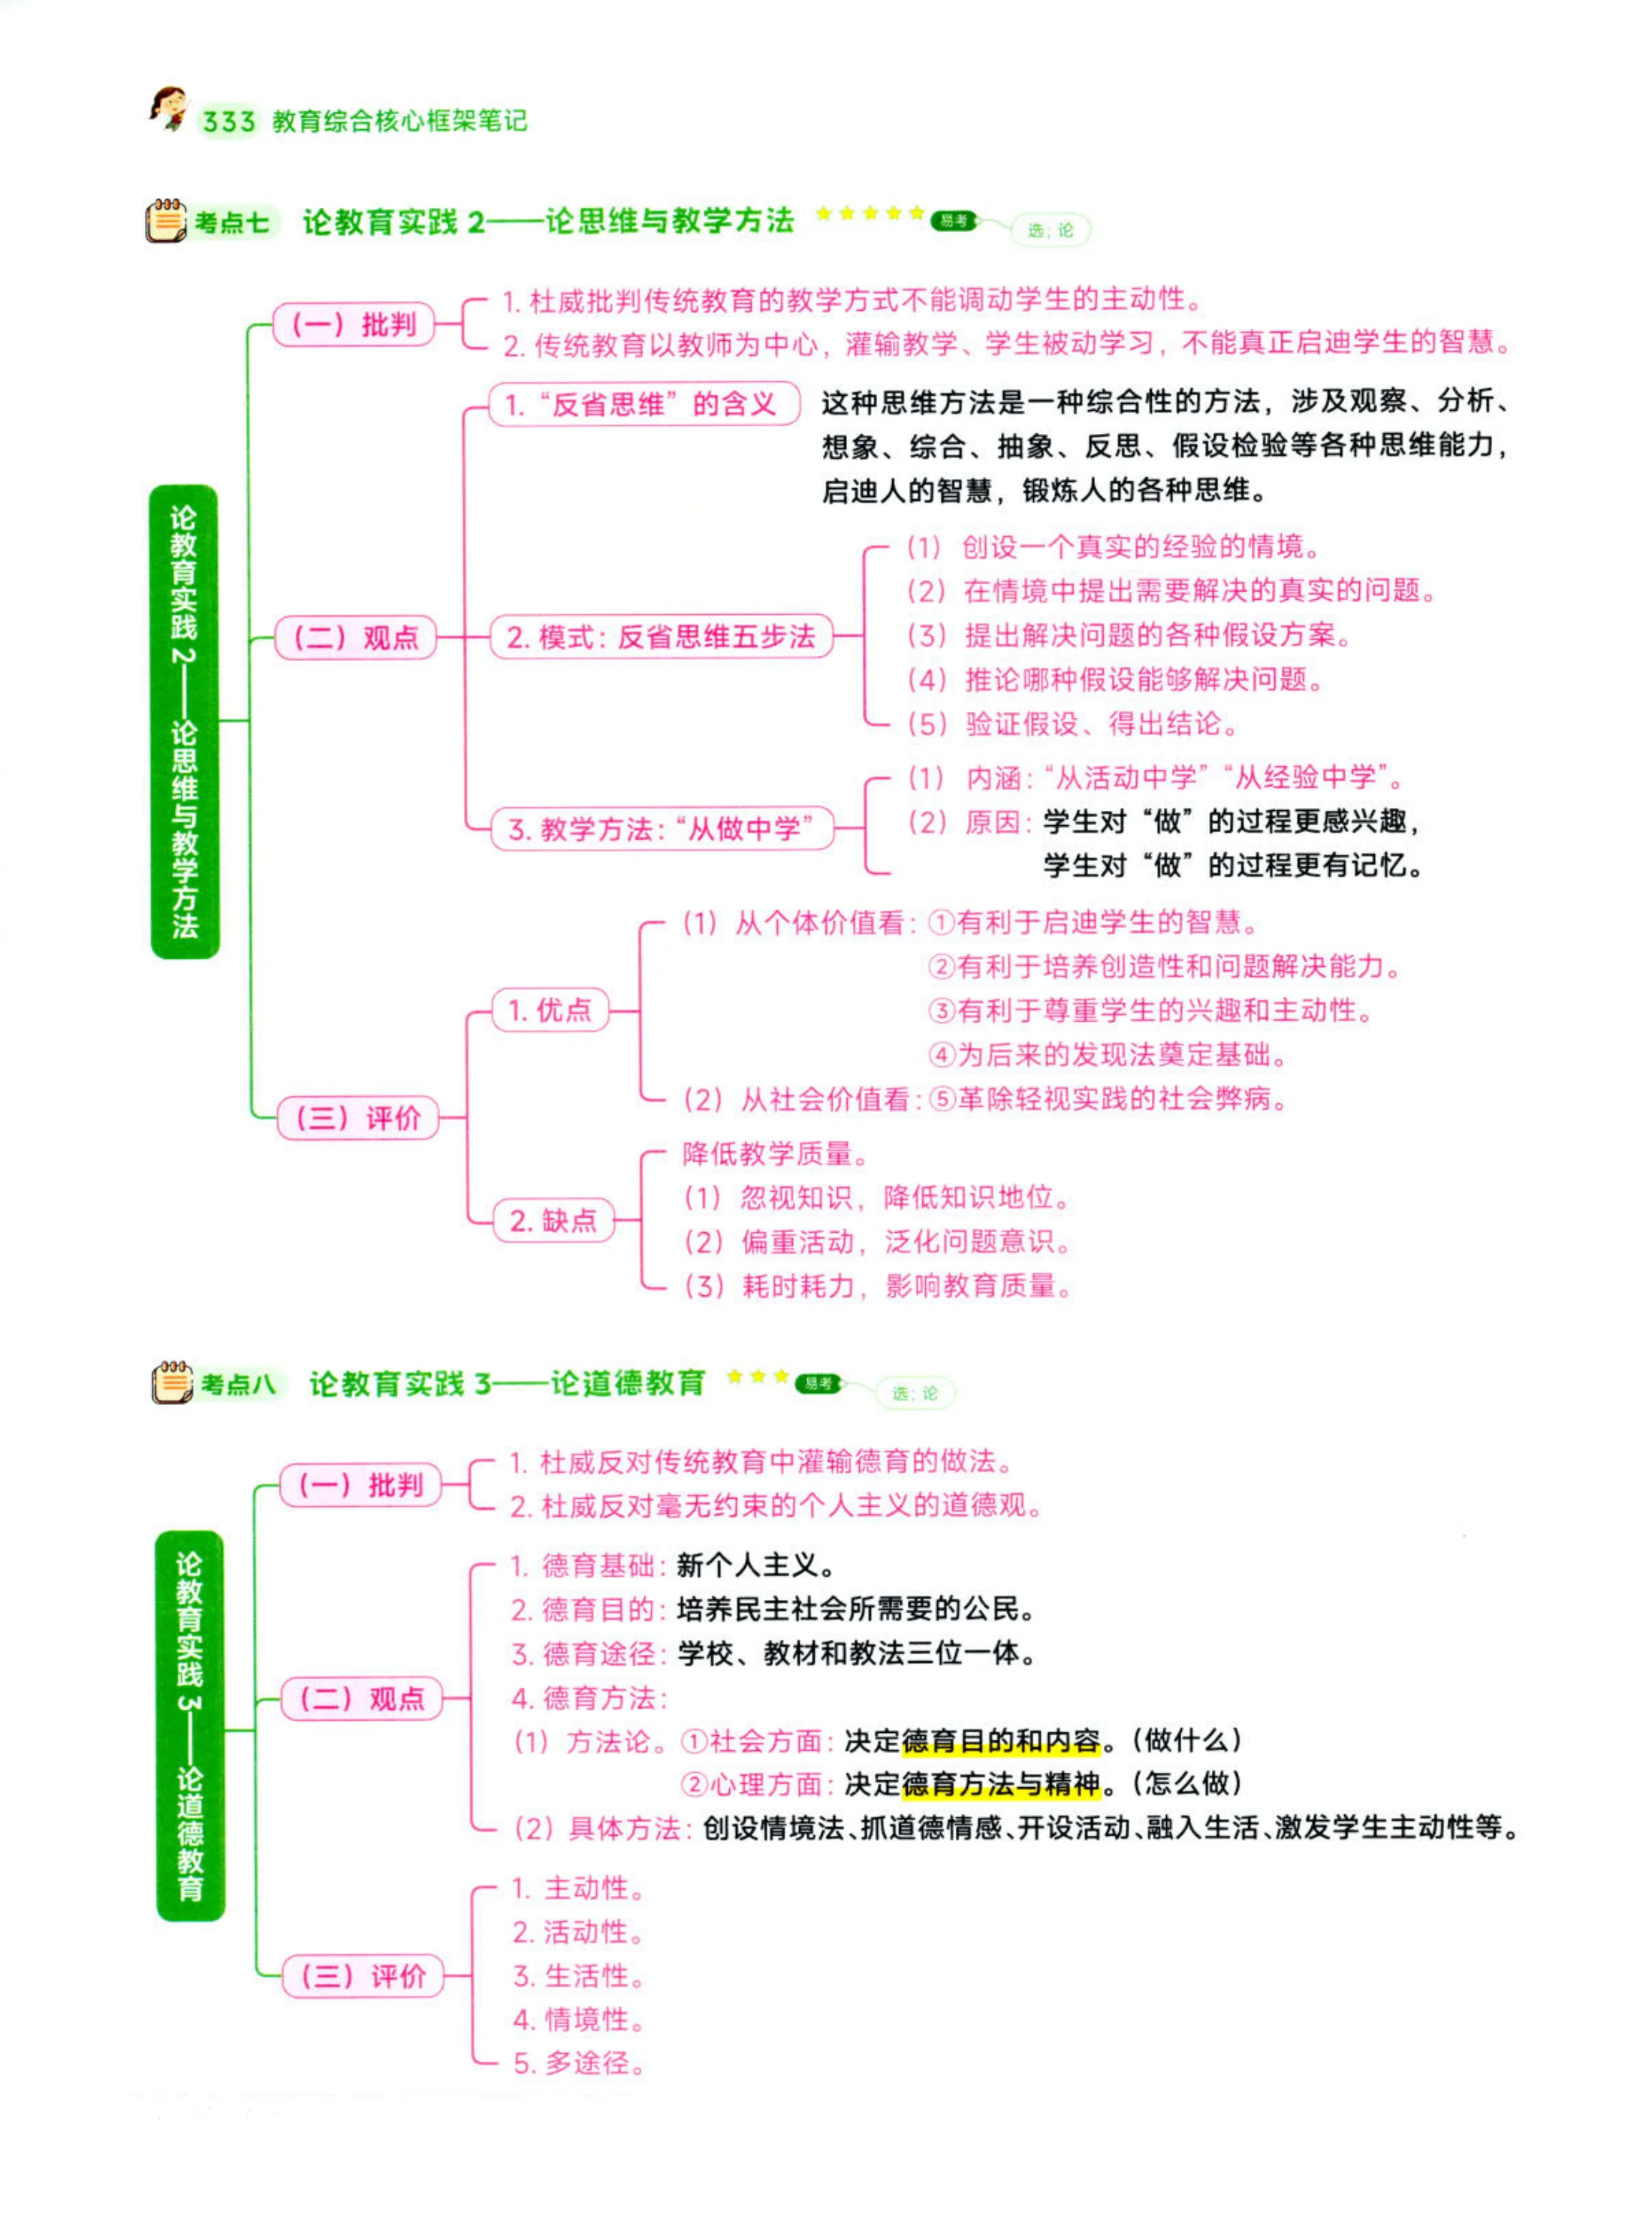 333 教育综合核心框架笔记
考点七 论教育实践 2——论思维与教学方法 易考 选;论
论教育实践 2——论思维与教学方法
（一）批判
1. 杜威批判传统教育的教学方式不能调动学生的主动性。
2. 传统教育以教师为中心，灌输教学、学生被动学习，不能真正启迪学生的智慧。
（二）观点
1. “反省思维”的含义
这种思维方法是一种综合性的方法，涉及观察、分析、
想象、综合、抽象、反思、假设检验等各种思维能力，
启迪人的智慧，锻炼人的各种思维。
2. 模式：反省思维五步法
（1）创设一个真实的经验的情境。
（2）在情境中提出需要解决的真实的问题。
（3）提出解决问题的各种假设方案。
（4）推论哪种假设能够解决问题。
（5）验证假设、得出结论。
3. 教学方法：“从做中学”
（1）内涵：“从活动中学”“从经验中学”。
（2）原因：学生对“做”的过程更感兴趣，
学生对“做”的过程更有记忆。
（三）评价
1. 优点
（1）从个体价值看：①有利于启迪学生的智慧。
②有利于培养创造性和问题解决能力。
③有利于尊重学生的兴趣和主动性。
④为后来的发现法奠定基础。
（2）从社会价值看：⑤革除轻视实践的社会弊病。
2. 缺点
降低教学质量。
（1）忽视知识，降低知识地位。
（2）偏重活动，泛化问题意识。
（3）耗时耗力，影响教育质量。
考点八 论教育实践 3——论道德教育 易考 选;论
论教育实践 3——论道德教育
（一）批判
1. 杜威反对传统教育中灌输德育的做法。
2. 杜威反对毫无约束的个人主义的道德观。
（二）观点
1. 德育基础：新个人主义。
2. 德育目的：培养民主社会所需要的公民。
3. 德育途径：学校、教材和教法三位一体。
4. 德育方法：
（1）方法论。①社会方面：决定德育目的和内容。（做什么）
②心理方面：决定德育方法与精神。（怎么做）
（2）具体方法：创设情境法、抓道德情感、开设活动、融入生活、激发学生主动性等。
（三）评价
1. 主动性。
2. 活动性。
3. 生活性。
4. 情境性。
5. 多途径。